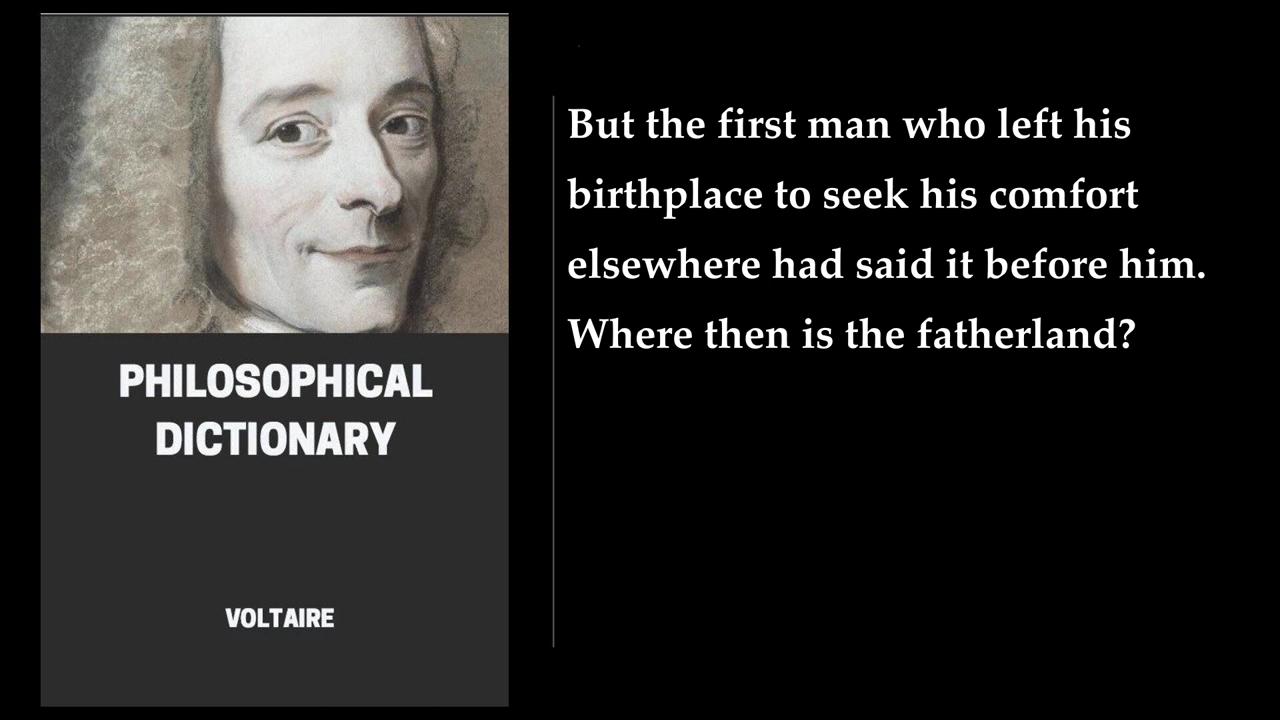 PHILOSOPHICAL
DICTIONARY
VOLTAIRE
But the first man who left his
birthplace to seek his comfort
elsewhere had said it before him.
Where then is the fatherland?